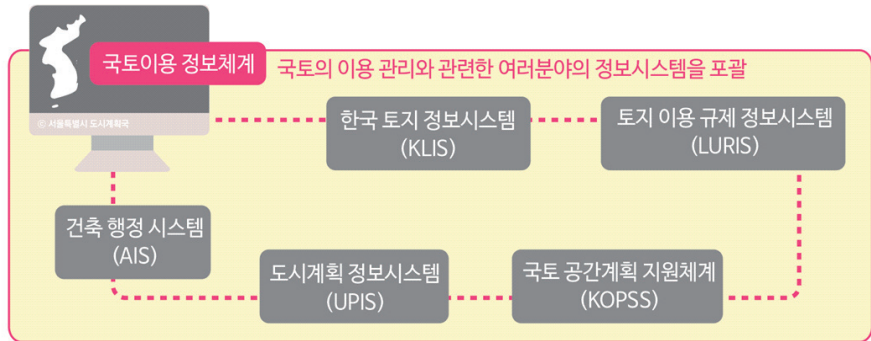 국토이용 정보체계
국토의 이용 관리와 관련한 여러분야의 정보시스템을 포괄
ⓒ 서울특별시 도시계획국
한국 토지 정보시스템
(KLIS)
토지 이용 규제 정보시스템
(LURIS)
건축 행정 시스템
(AIS)
도시계획 정보시스템
(UPIS)
국토 공간계획 지원체계
(KOPSS)